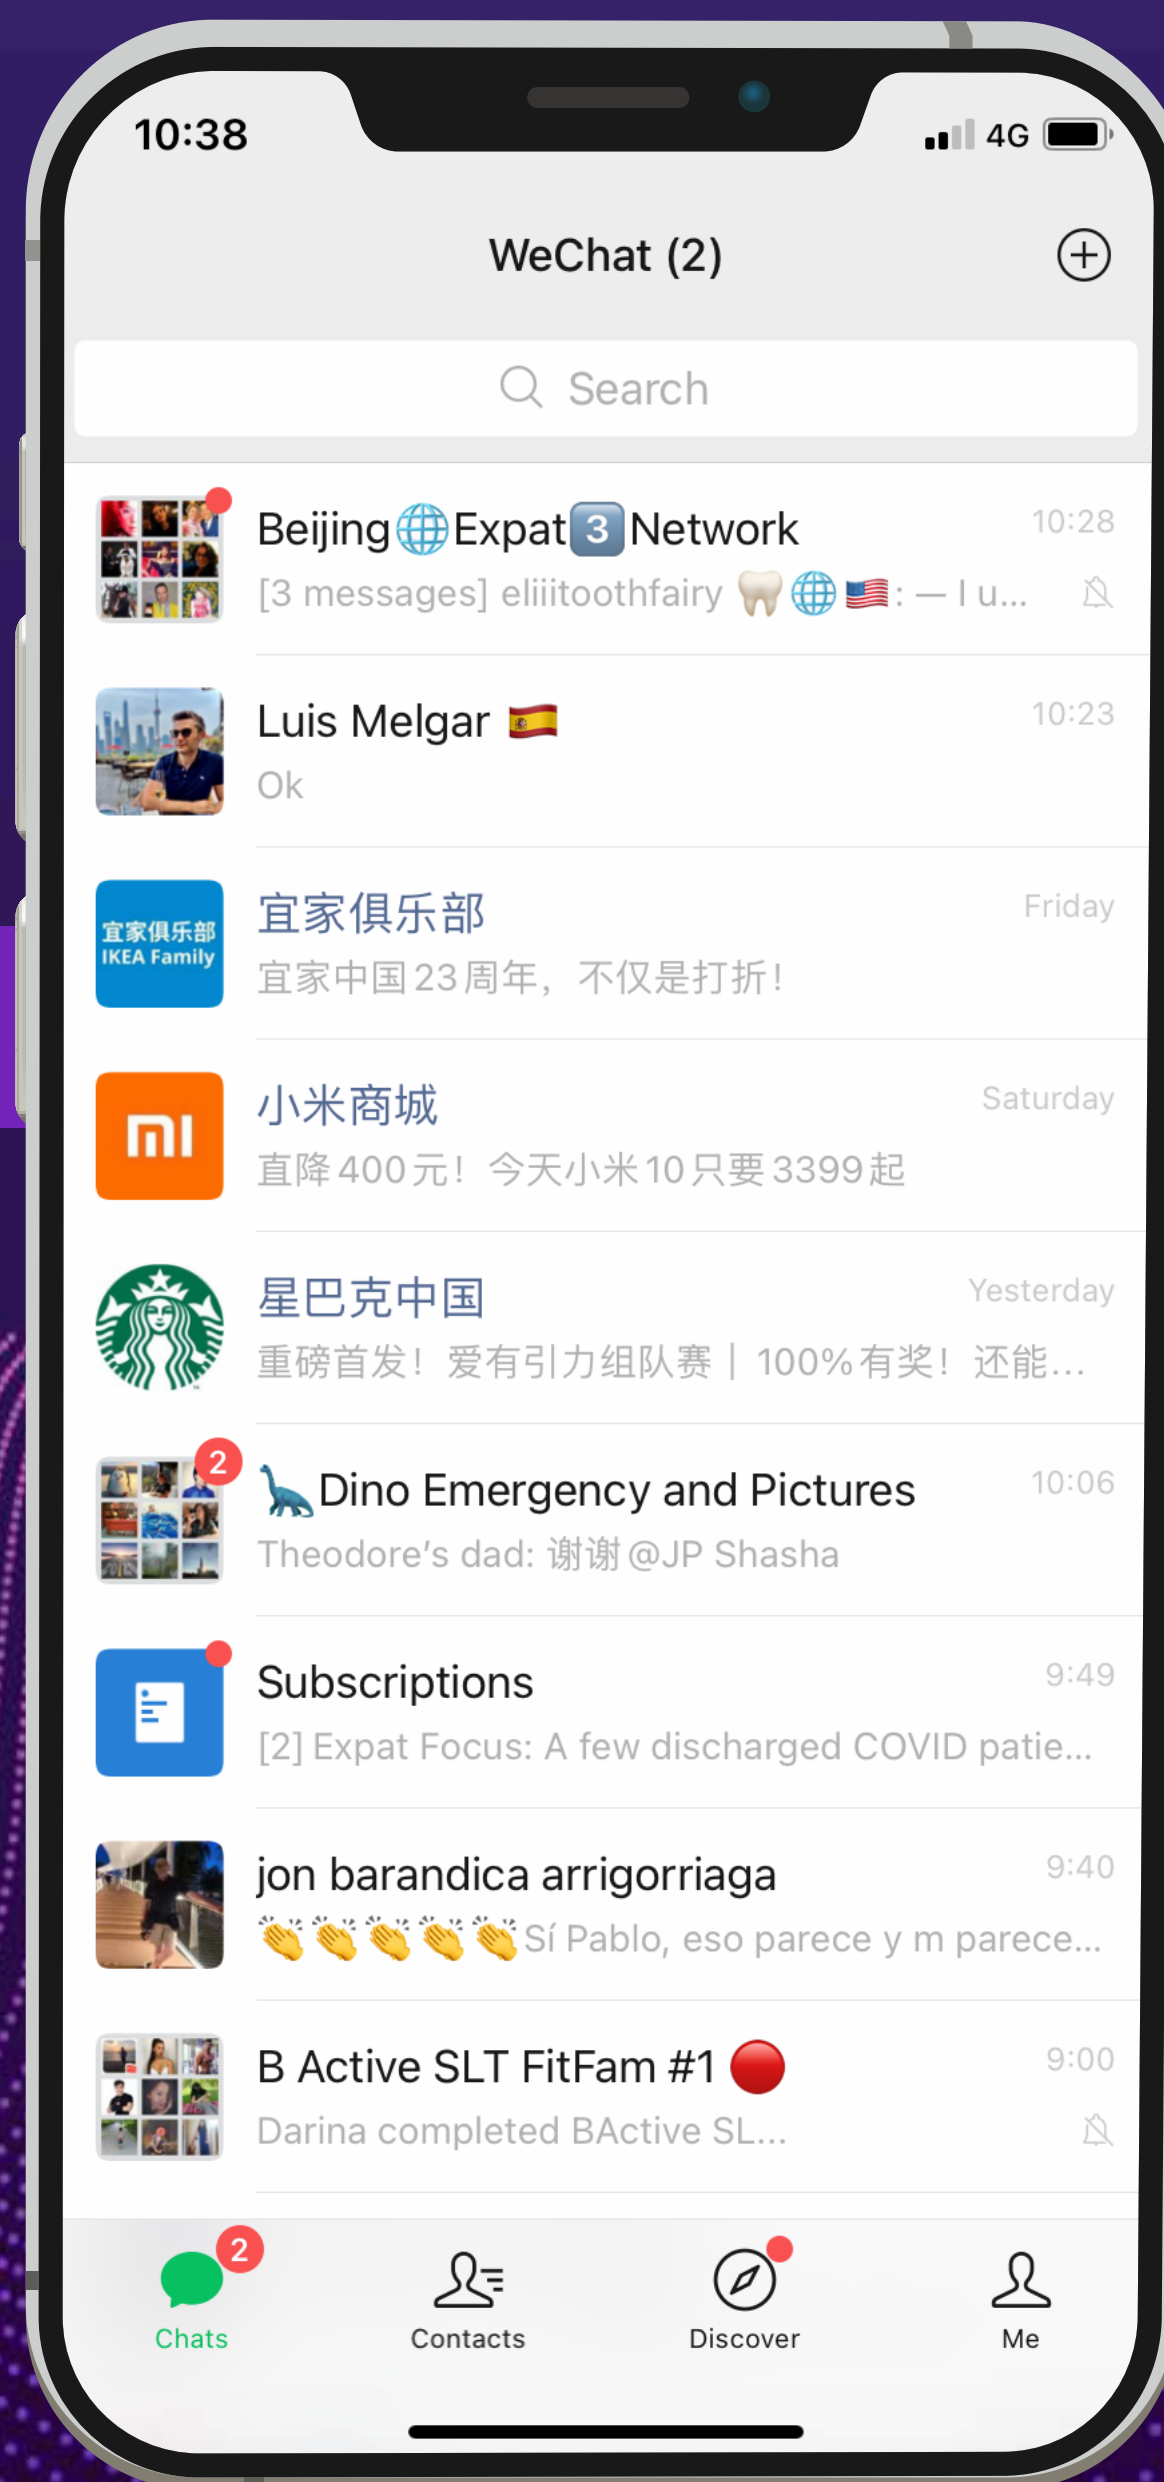 10:38
4G
WeChat (2)
Search
Beijing🌐Expat3️⃣Network
10:28
[3 messages] eliiitoothfairy 🦷🌐🇺🇸: — I u...
Luis Melgar 🇪🇸
10:23
Ok
宜家俱乐部
IKEA Family
宜家俱乐部
Friday
宜家中国23周年，不仅是打折！
mi
小米商城
Saturday
直降400元！今天小米10只要3399起
星巴克中国
Yesterday
重磅首发！爱有引力组队赛｜100%有奖！还能...
2
🦕Dino Emergency and Pictures
10:06
Theodore’s dad: 谢谢@JP Shasha
Subscriptions
9:49
[2] Expat Focus: A few discharged COVID patie...
jon barandica arrigorriaga
9:40
👏👏👏👏👏Sí Pablo, eso parece y m parece...
B Active SLT FitFam #1 🔴
9:00
Darina completed BActive SL...
2
Chats
Contacts
Discover
Me